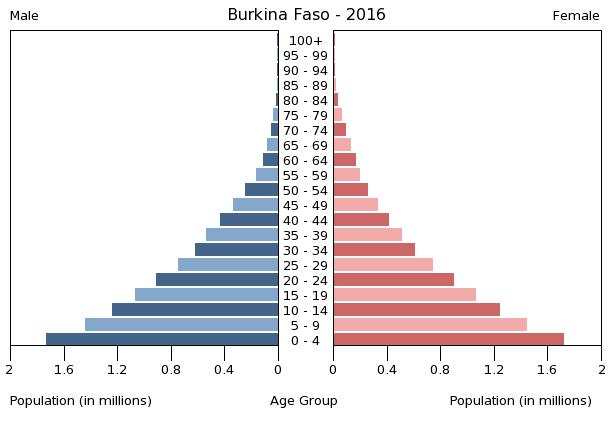 Male Burkina Faso - 2016 Female
100+
95 - 99
90 - 94
85 - 89
80 - 84
75 - 79
70 - 74
65 - 69
60 - 64
55 - 59
50 - 54
45 - 49
40 - 44
35 - 39
30 - 34
25 - 29
20 - 24
15 - 19
10 - 14
5 - 9
0 - 4
2 1.6 1.2 0.8 0.4 0 0 0.4 0.8 1.2 1.6 2
Population (in millions) Age Group Population (in millions)